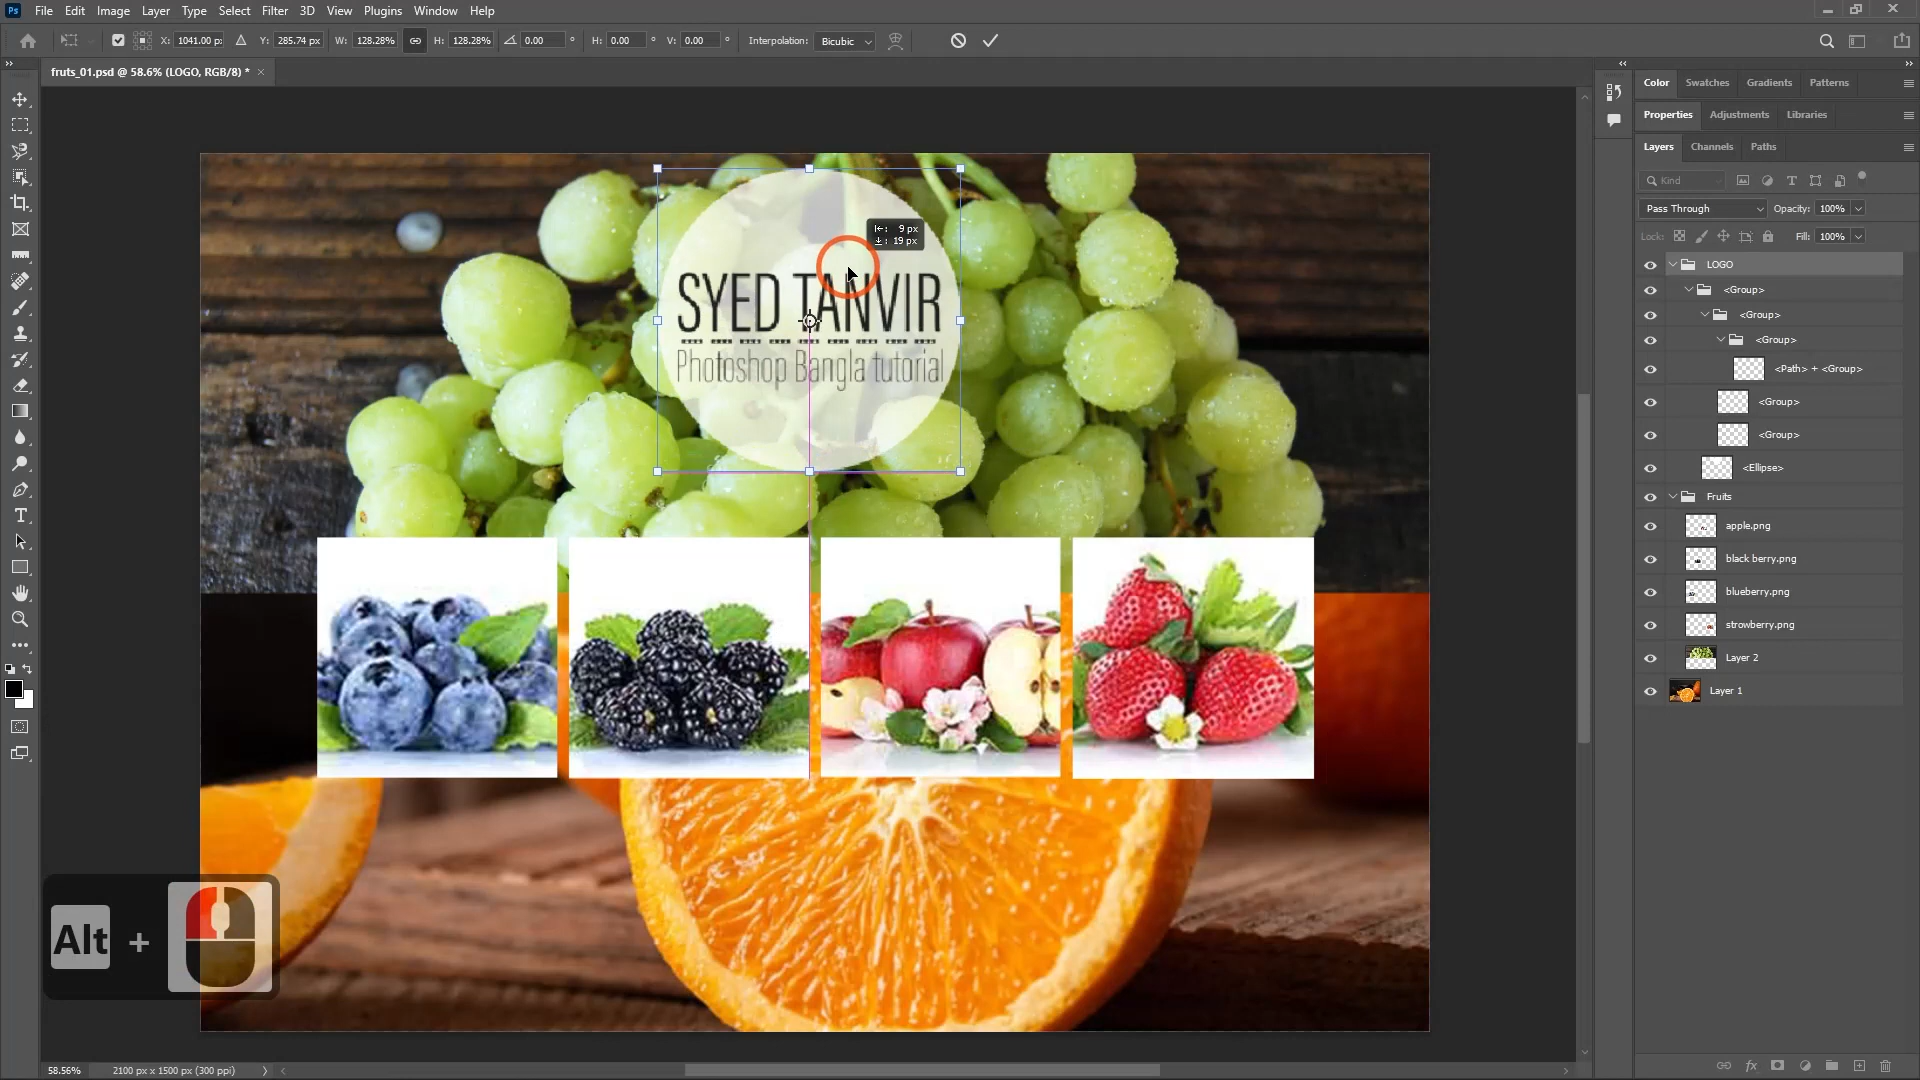 Ps File Edit Image Layer Type Select Filter 3D View Plugins Window Help
X: 1041.00 px Y: 285.74 px W: 128.28% H: 128.28% 0.00 ° H: 0.00 ° V: 0.00 ° Interpolation: Bicubic
fruts_01.psd @ 58.6% (LOGO, RGB/8) * ×
Color Swatches Gradients Patterns
Properties Adjustments Libraries
Layers Channels Paths
Kind
Pass Through Opacity: 100%
Lock: Fill: 100%
LOGO
<Group>
<Group>
<Group>
<Path> + <Group>
<Group>
<Group>
<Ellipse>
Fruits
apple.png
black berry.png
blueberry.png
strowberry.png
Layer 2
Layer 1
9 px
19 px
SYED TANVIR
Photoshop Bangla tutorial
Alt +
58.56% 2100 px x 1500 px (300 ppi)